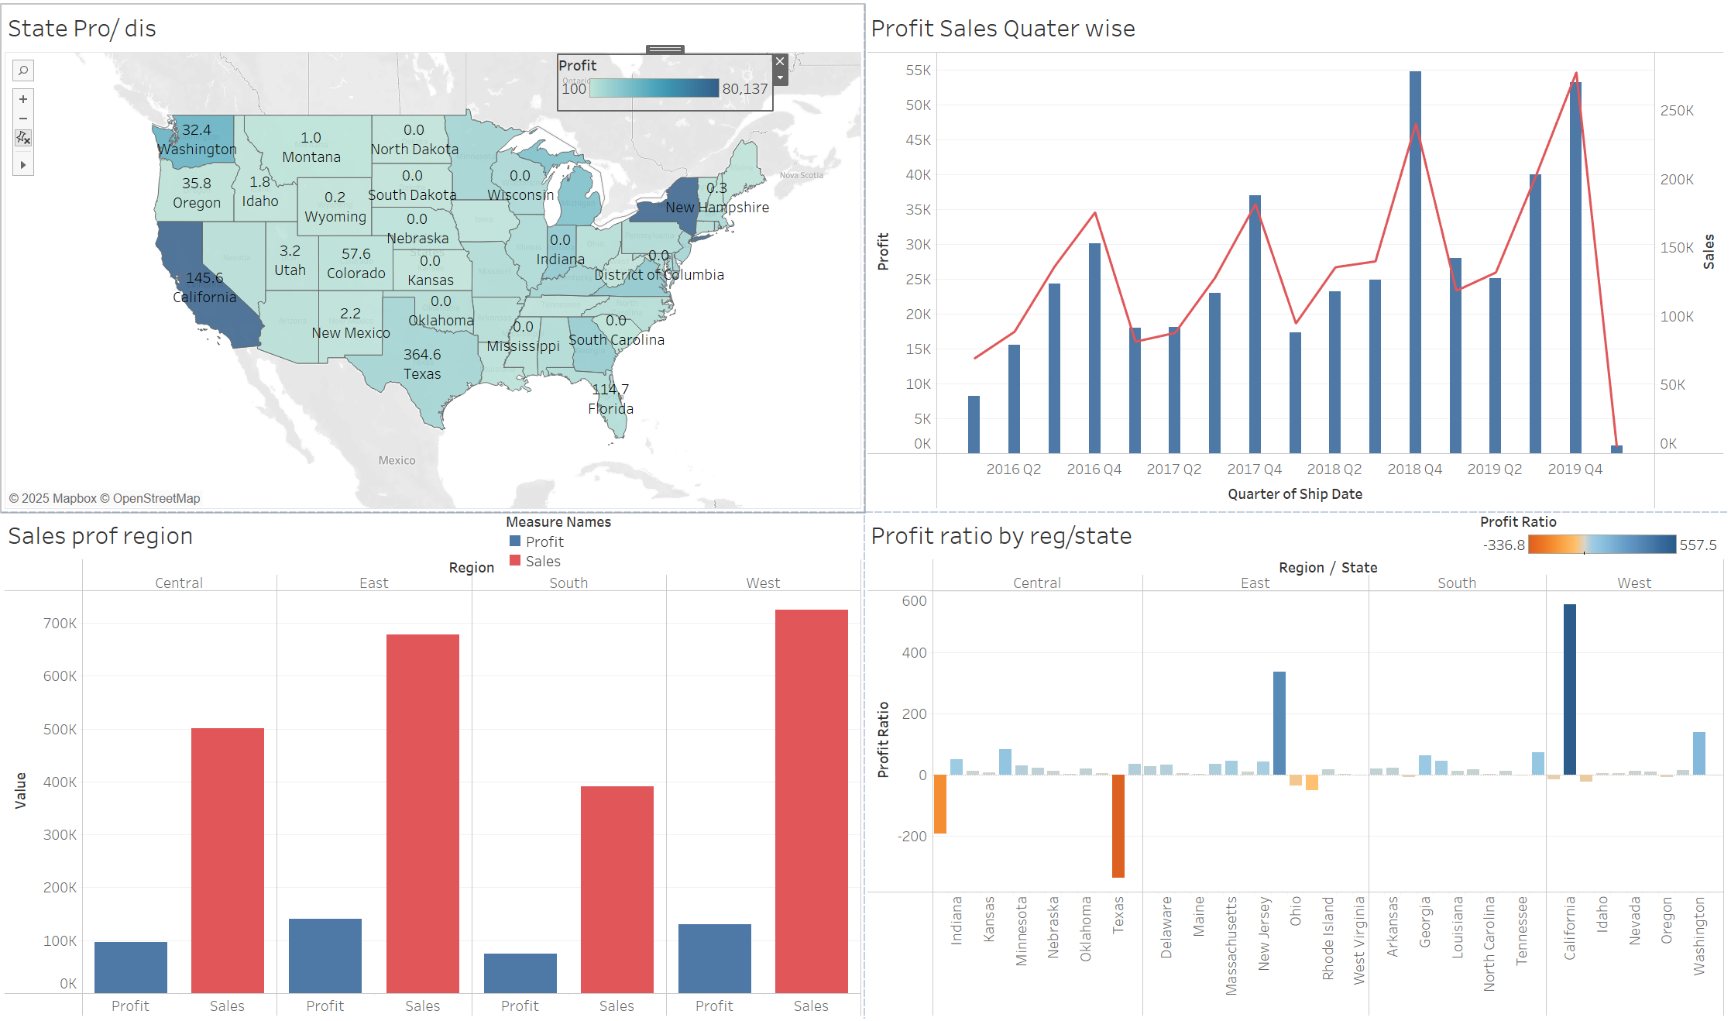 State Pro/ dis
Profit
100
80,137
32.4
Washington
1.0
Montana
0.0
North Dakota
35.8
Oregon
1.8
Idaho
0.2
Wyoming
0.0
South Dakota
0.0
Wisconsin
0.3
New Hampshire
Nova Scotia
0.0
Nebraska
3.2
Utah
57.6
Colorado
0.0
Kansas
0.0
Indiana
0.0
District of Columbia
145.6
California
2.2
New Mexico
0.0
Oklahoma
0.0
Mississippi
0.0
South Carolina
364.6
Texas
114.7
Florida
Mexico
© 2025 Mapbox © OpenStreetMap
Profit Sales Quater wise
55K
50K
45K
40K
35K
30K
25K
20K
15K
10K
5K
0K
Profit
250K
200K
150K
100K
50K
0K
Sales
2016 Q2
2016 Q4
2017 Q2
2017 Q4
2018 Q2
2018 Q4
2019 Q2
2019 Q4
Quarter of Ship Date
Sales prof region
Measure Names
Profit
Sales
Region
Central
East
South
West
700K
600K
500K
400K
300K
200K
100K
0K
Value
Profit
Sales
Profit
Sales
Profit
Sales
Profit
Sales
Profit ratio by reg/state
Profit Ratio
-336.8
557.5
Region / State
Central
East
South
West
600
400
200
0
-200
Profit Ratio
Indiana
Kansas
Minnesota
Nebraska
Oklahoma
Texas
Delaware
Maine
Massachusetts
New Jersey
Ohio
Rhode Island
West Virginia
Arkansas
Georgia
Louisiana
North Carolina
Tennessee
California
Idaho
Nevada
Oregon
Washington